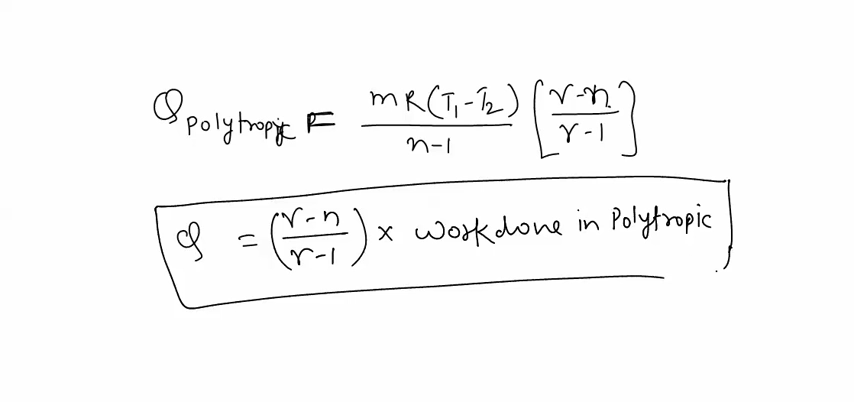 Q Polytropic = mR(T₁-T₂)/n-1 [γ-n/γ-1]
Q = (γ-n/γ-1) × workdone in Polytropic